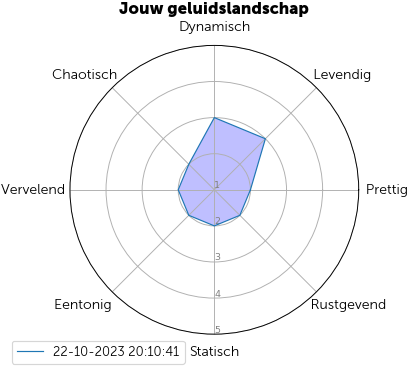 Jouw geluidslandschap
Dynamisch
Chaotisch
Levendig
Vervelend
1
Prettig
2
3
4
Eentonig
Rustgevend
5
22-10-2023 20:10:41
Statisch